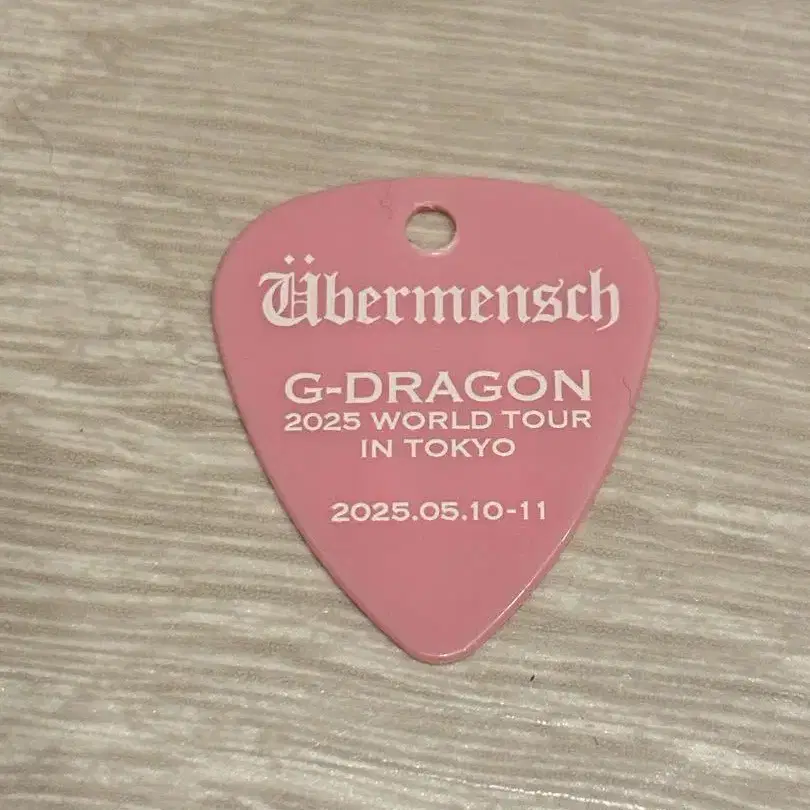 Übermensch
G-DRAGON
2025 WORLD TOUR
IN TOKYO
2025.05.10-11